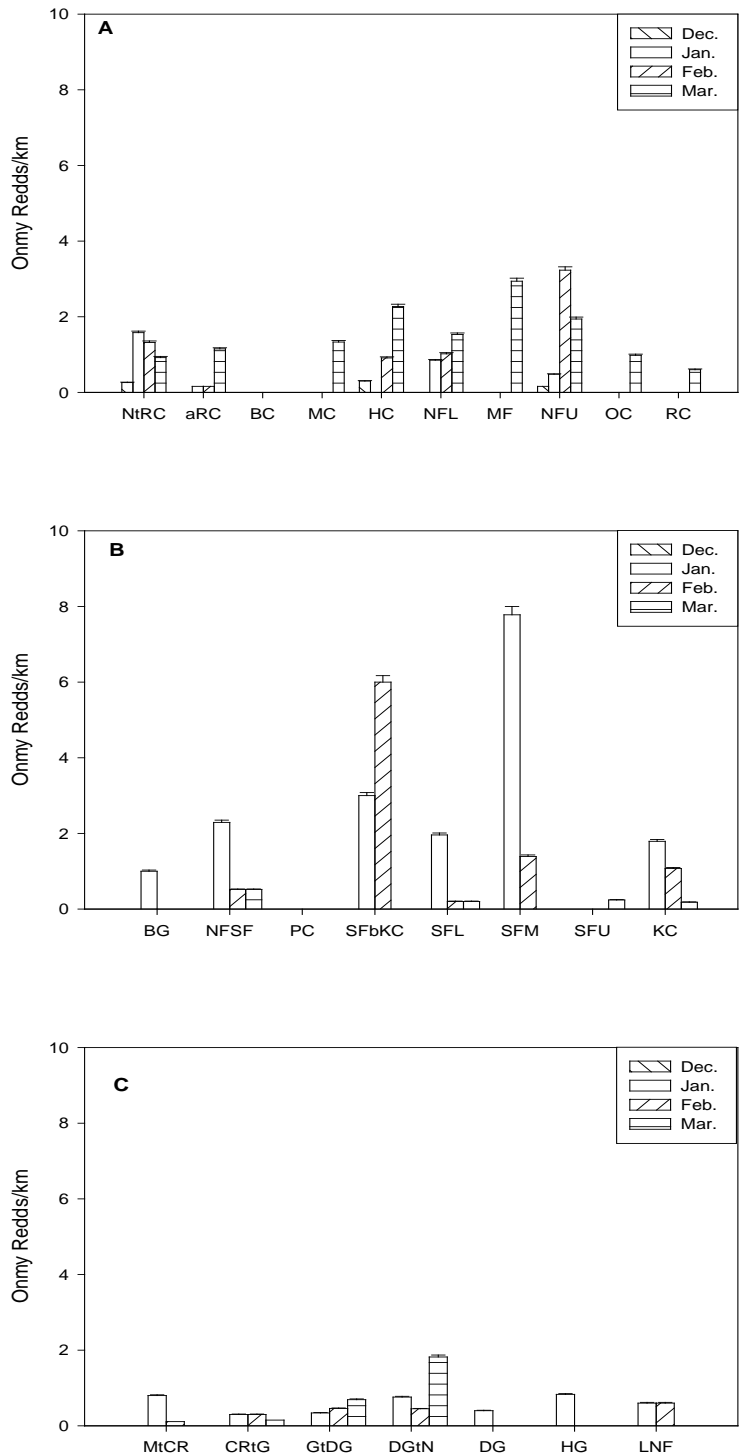 A
Dec.
Jan.
Feb.
Mar.
10
8
6
4
2
0
Onmy Redds/km
NtRC aRC BC MC HC NFL MF NFU OC RC
B
Dec.
Jan.
Feb.
Mar.
10
8
6
4
2
0
Onmy Redds/km
BG NFSF PC SFbKC SFL SFM SFU KC
C
Dec.
Jan.
Feb.
Mar.
10
8
6
4
2
0
Onmy Redds/km
MtCR CRtG GtDG DGtN DG HG LNF